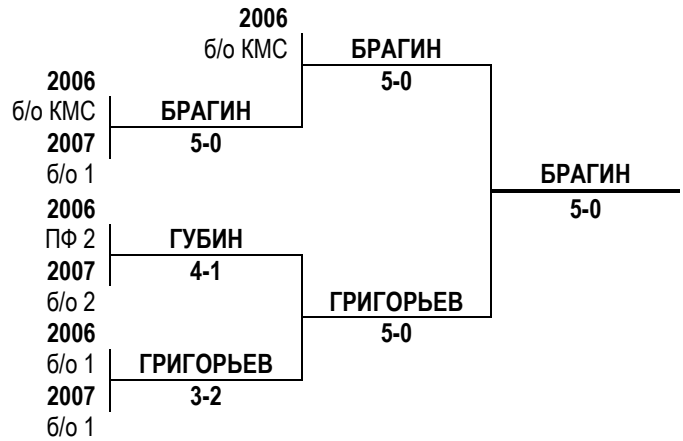 2006
б/о КМС
БРАГИН
5-0
2006
б/о КМС
БРАГИН
2007
5-0
б/о 1
БРАГИН
5-0
2006
ПФ 2
ГУБИН
2007
4-1
б/о 2
ГРИГОРЬЕВ
5-0
2006
б/о 1
ГРИГОРЬЕВ
2007
3-2
б/о 1